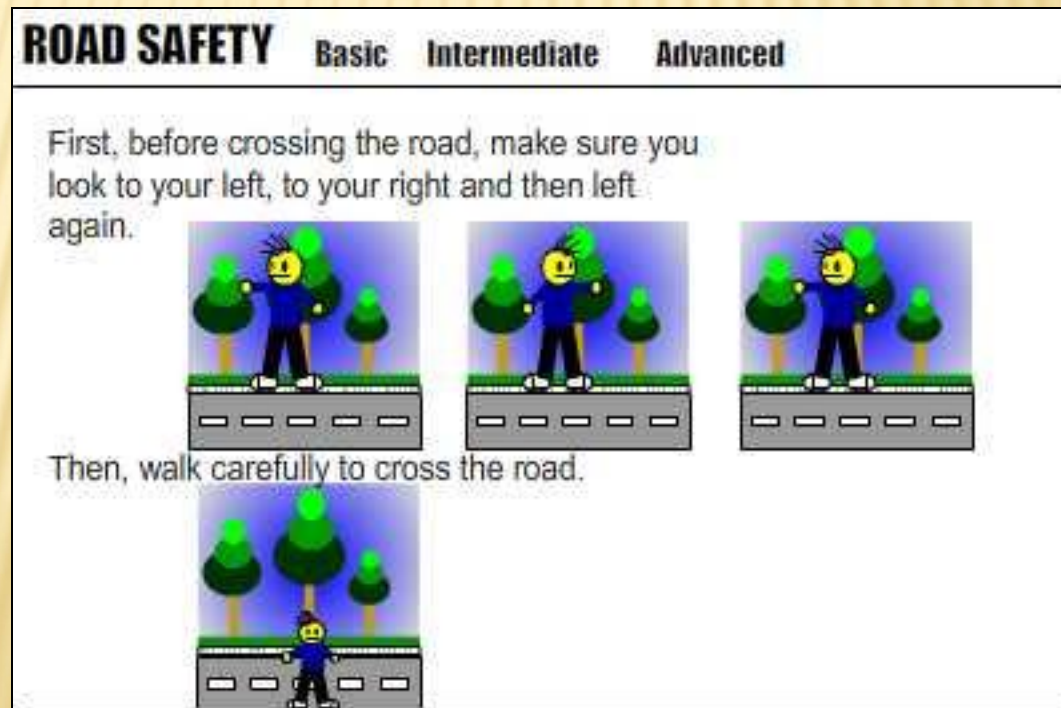 ROAD SAFETY Basic Intermediate Advanced
First, before crossing the road, make sure you
look to your left, to your right and then left
again.
Then, walk carefully to cross the road.